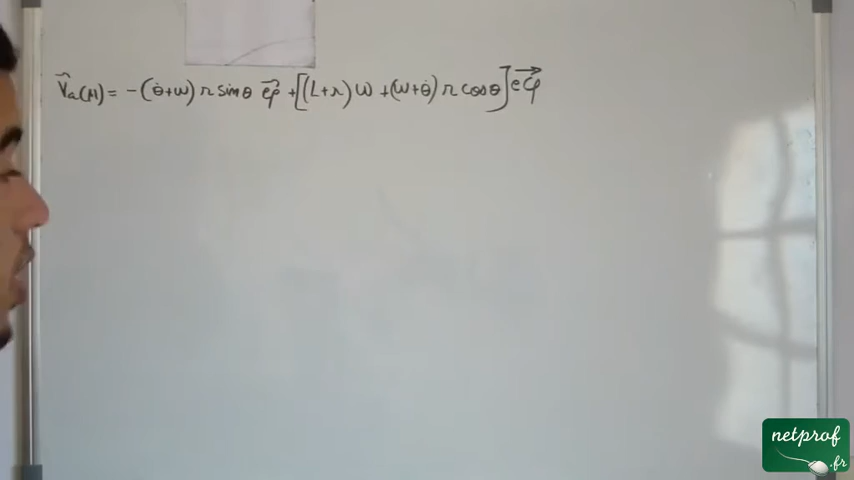 V⃗a(M) = -(θ̇+ω) r sinθ e⃗ρ + [(L+r) ω + (ω+θ̇) r cosθ] e⃗φ
netprof
.fr